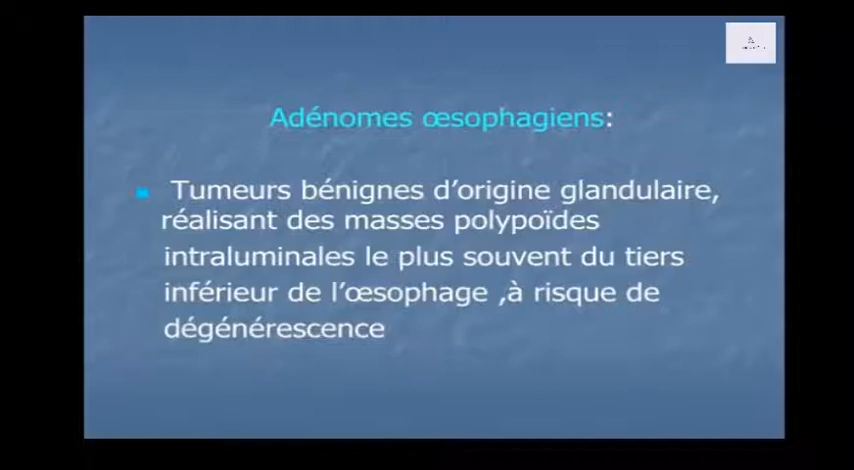 Adénomes œsophagiens:
Tumeurs bénignes d’origine glandulaire,
réalisant des masses polypoïdes
intraluminales le plus souvent du tiers
inférieur de l’œsophage ,à risque de
dégénérescence